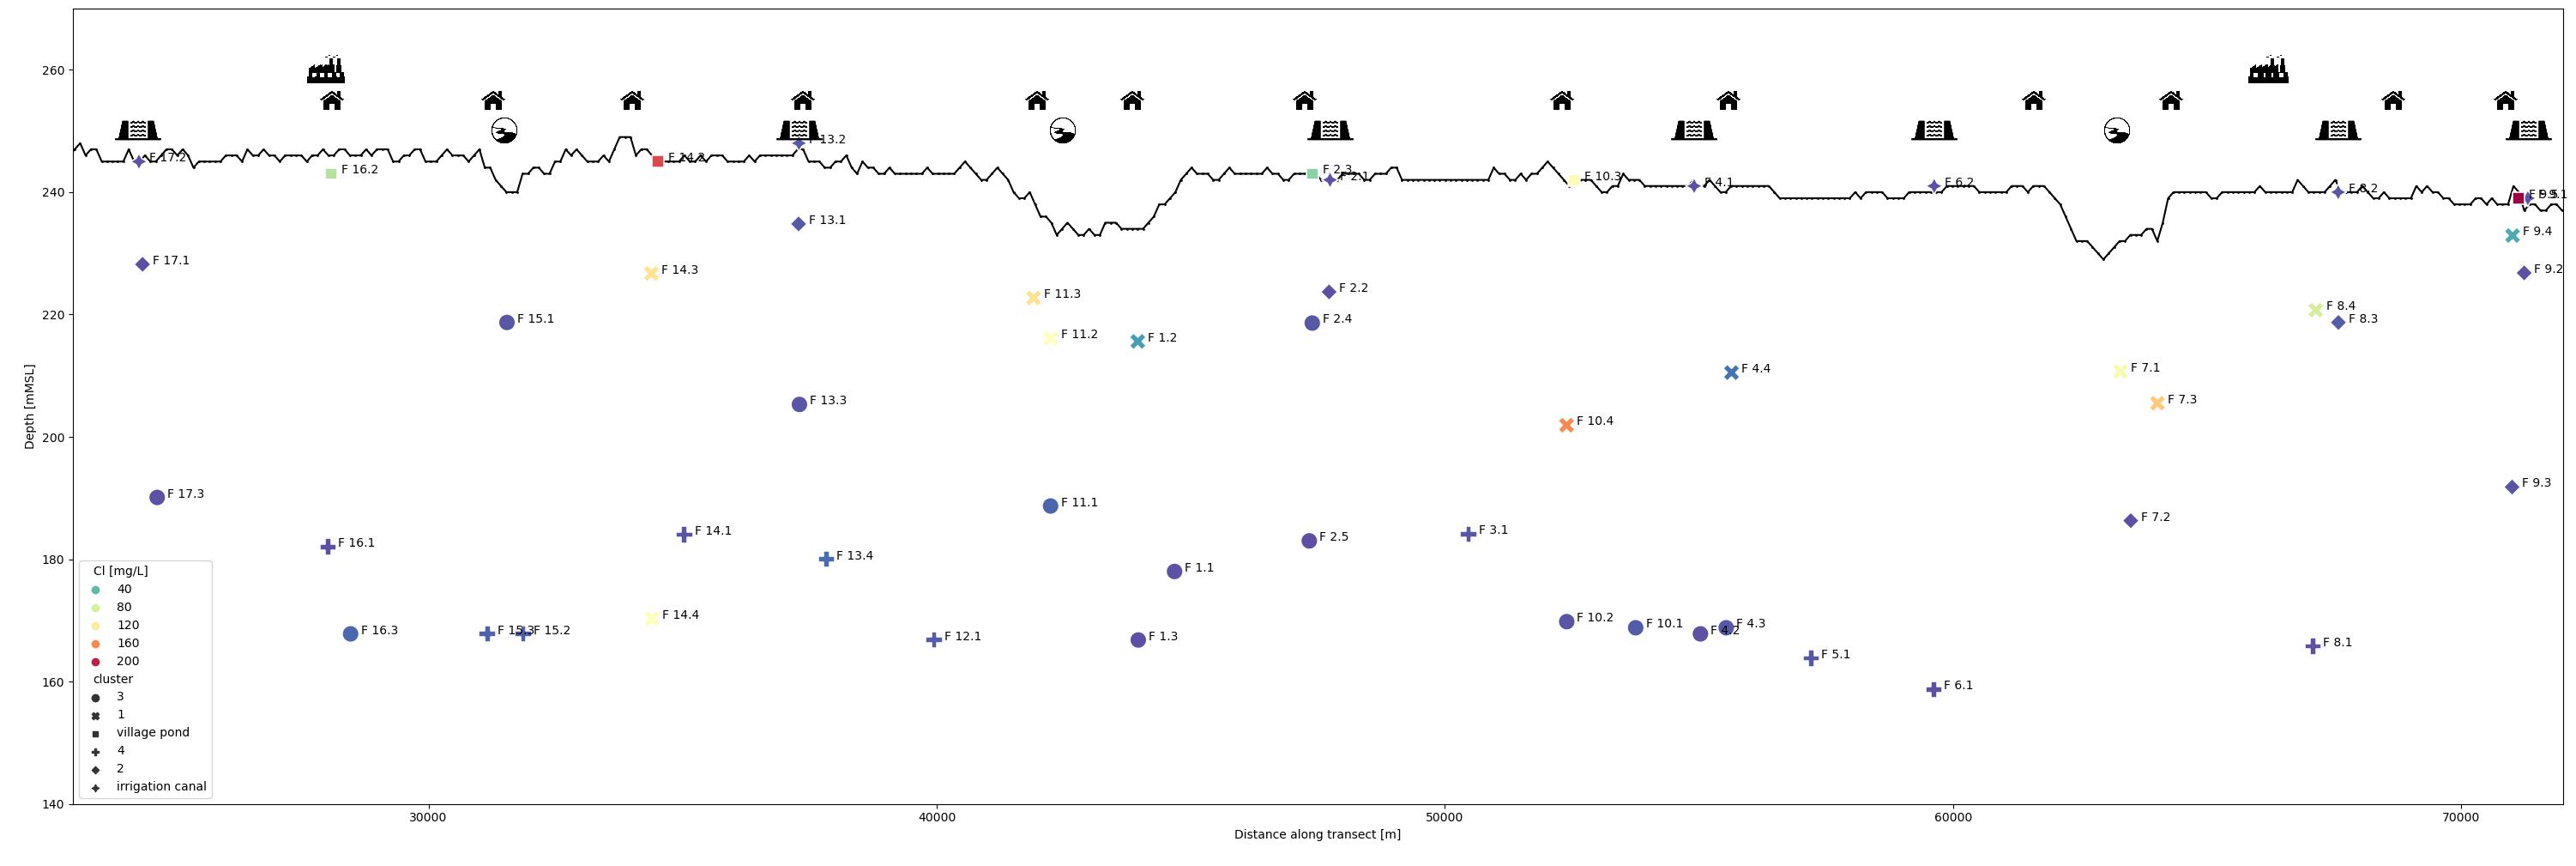 260
240
220
200
180
160
140
Depth [mMSL]
30000
40000
50000
60000
70000
Distance along transect [m]
F 13.2
F 17.2
F 14.2
F 16.2
F 2.3
F 2.1
F 10.3
F 4.1
F 6.2
F 8.2
F 9.1
F 13.1
F 9.4
F 17.1
F 14.3
F 9.2
F 11.3
F 2.2
F 15.1
F 2.4
F 8.4
F 8.3
F 11.2
F 1.2
F 4.4
F 7.1
F 13.3
F 7.3
F 10.4
F 17.3
F 11.1
F 9.3
F 7.2
F 16.1
F 14.1
F 13.4
F 2.5
F 3.1
F 1.1
F 14.4
F 10.2
F 16.3
F 15.3
F 15.2
F 12.1
F 1.3
F 10.1
F 4.2
F 4.3
F 8.1
F 5.1
F 6.1
Cl [mg/L]
40
80
120
160
200
cluster
3
1
village pond
4
2
irrigation canal